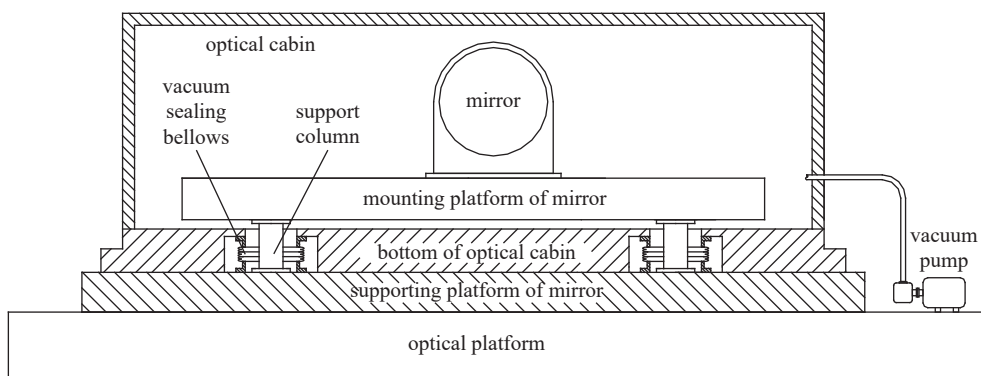 optical cabin
vacuum
sealing
bellows
support
column
mirror
mounting platform of mirror
bottom of optical cabin
vacuum
pump
supporting platform of mirror
optical platform